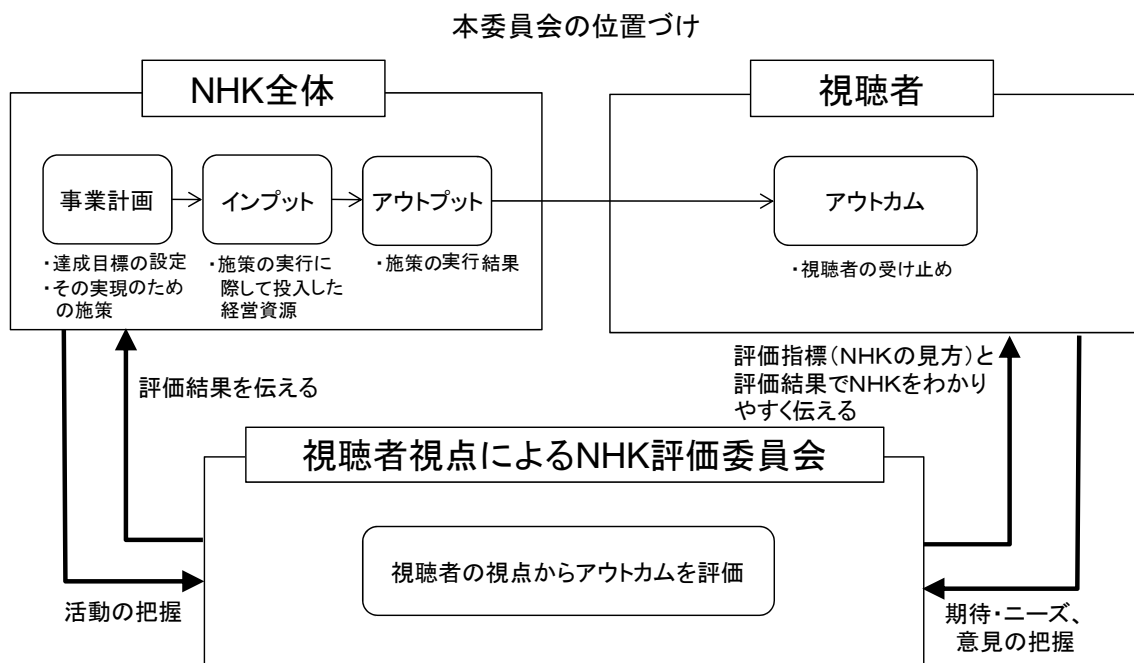 本委員会の位置づけ
NHK全体
視聴者
事業計画
インプット
アウトプット
アウトカム
・達成目標の設定
・その実現のため
の施策
・施策の実行に
際して投入した
経営資源
・施策の実行結果
・視聴者の受け止め
評価結果を伝える
評価指標(NHKの見方)と
評価結果でNHKをわかり
やすく伝える
視聴者視点によるNHK評価委員会
視聴者の視点からアウトカムを評価
活動の把握
期待・ニーズ、
意見の把握